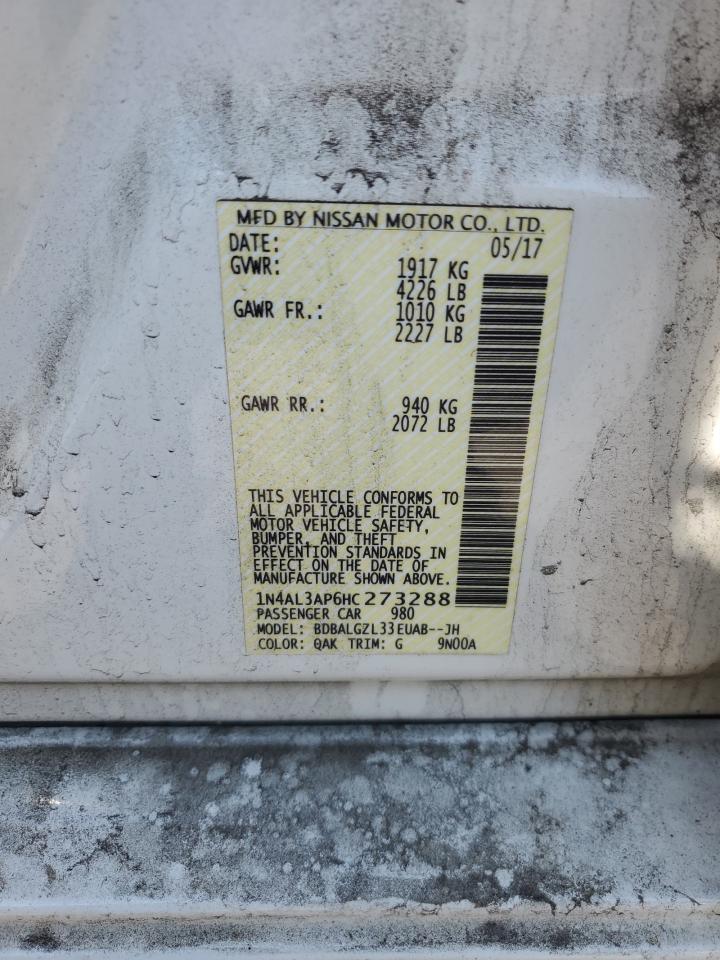 MFD BY NISSAN MOTOR CO., LTD.
DATE: 05/17
GVWR: 1917 KG
4226 LB
GAWR FR.: 1010 KG
2227 LB
GAWR RR.: 940 KG
2072 LB
THIS VEHICLE CONFORMS TO
ALL APPLICABLE FEDERAL
MOTOR VEHICLE SAFETY,
BUMPER, AND THEFT
PREVENTION STANDARDS IN
EFFECT ON THE DATE OF
MANUFACTURE SHOWN ABOVE.
1N4AL3AP6HC273288
PASSENGER CAR 980
MODEL: BDBALGZL33EUAB--JH
COLOR: QAK TRIM: G 9N00A